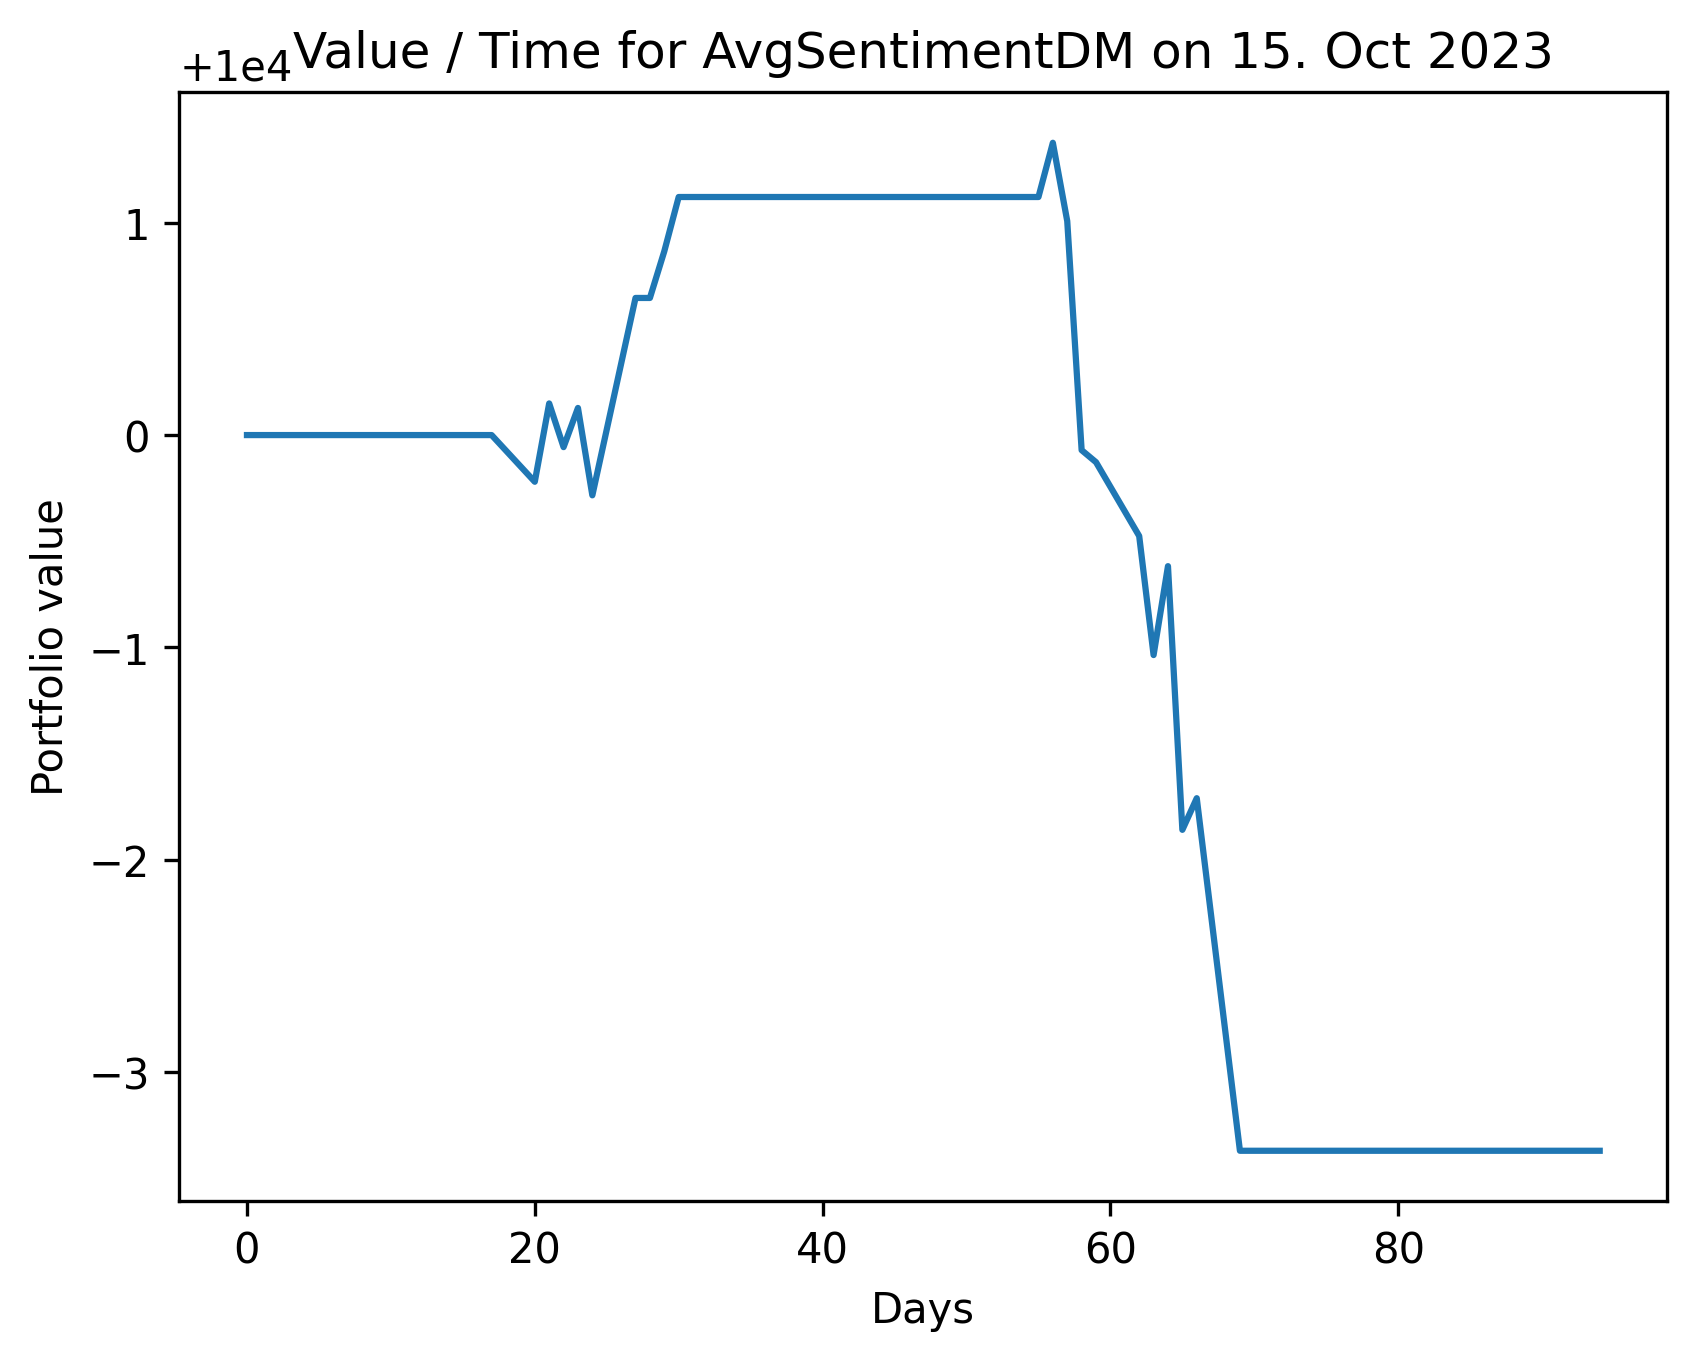 Value / Time for AvgSentimentDM on 15. Oct 2023
+1e4
1
0
−1
−2
−3
Portfolio value
0 20 40 60 80
Days